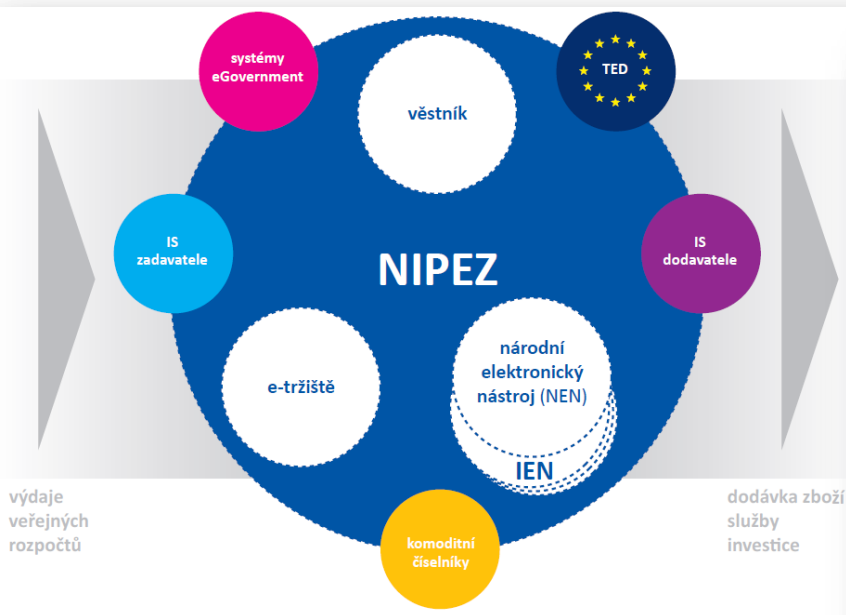 systémy
eGovernment
TED
věstník
IS
zadavatele
IS
dodavatele
NIPEZ
národní
elektronický
nástroj (NEN)
e-tržiště
IEN
výdaje
veřejných
rozpočtů
dodávka zboží
služby
investice
komoditní
číselníky